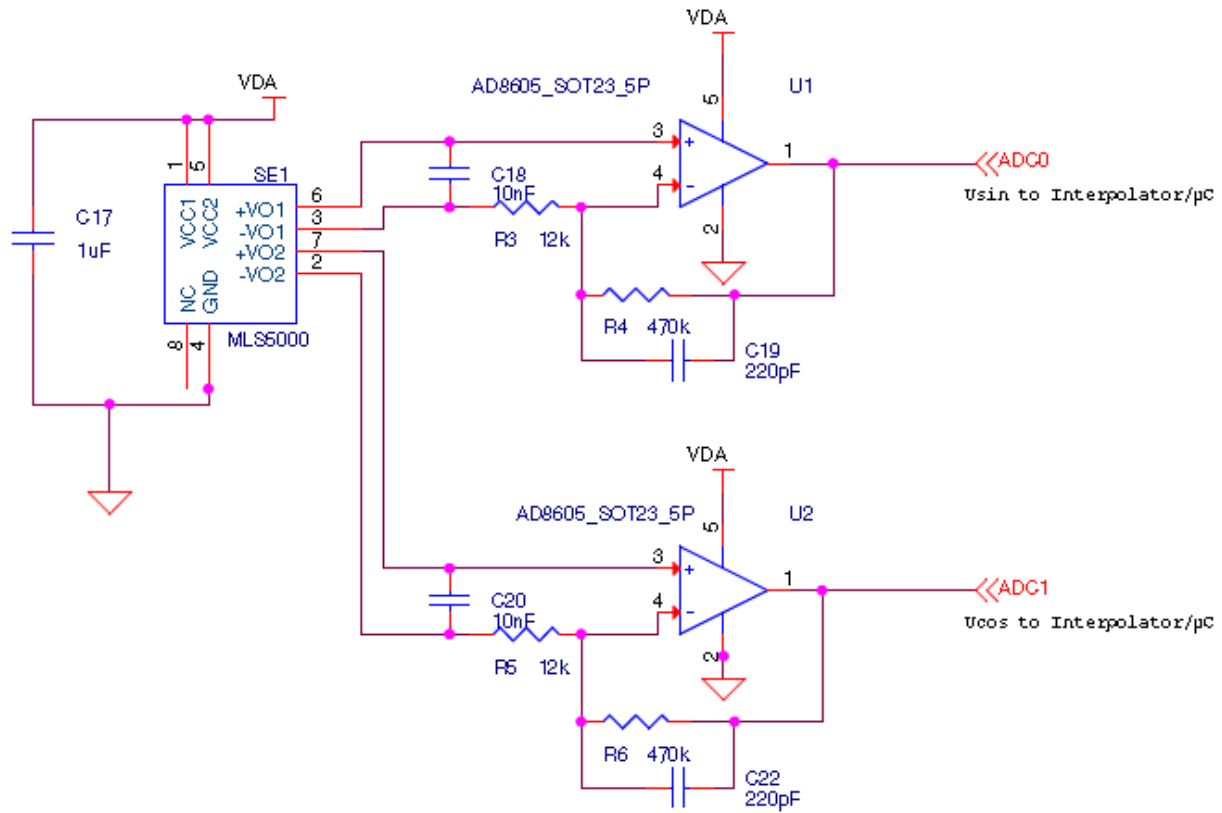 VDA
AD8605_SOT23_5P
U1
VDA
5
3
+
4
-
1
2
ADC0
Usin to Interpolator/µC
C17
1uF
1
5
SE1
VCC1
VCC2
+VO1
-VO1
+VO2
-VO2
6
3
7
2
NC
GND
8
4
MLS5000
C18
10nF
R3 12k
R4 470k
C19
220pF
VDA
AD8605_SOT23_5P
U2
5
3
+
4
-
1
2
ADC1
Ucos to Interpolator/µC
C20
10nF
R5 12k
R6 470k
C22
220pF